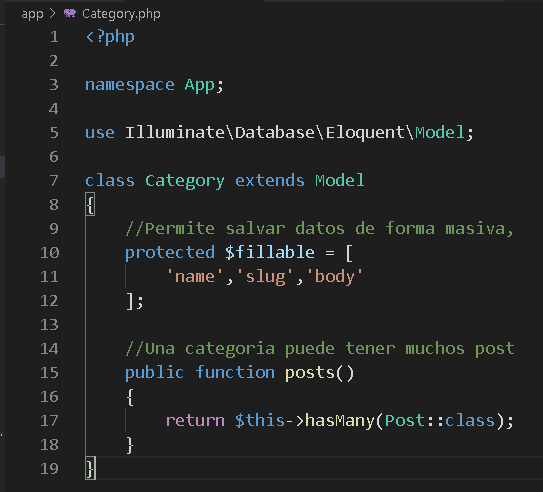 app > Category.php
1 <?php
2
3 namespace App;
4
5 use Illuminate\Database\Eloquent\Model;
6
7 class Category extends Model
8 {
9 //Permite salvar datos de forma masiva,
10 protected $fillable = [
11 'name','slug','body'
12 ];
13
14 //Una categoria puede tener muchos post
15 public function posts()
16 {
17 return $this->hasMany(Post::class);
18 }
19 }